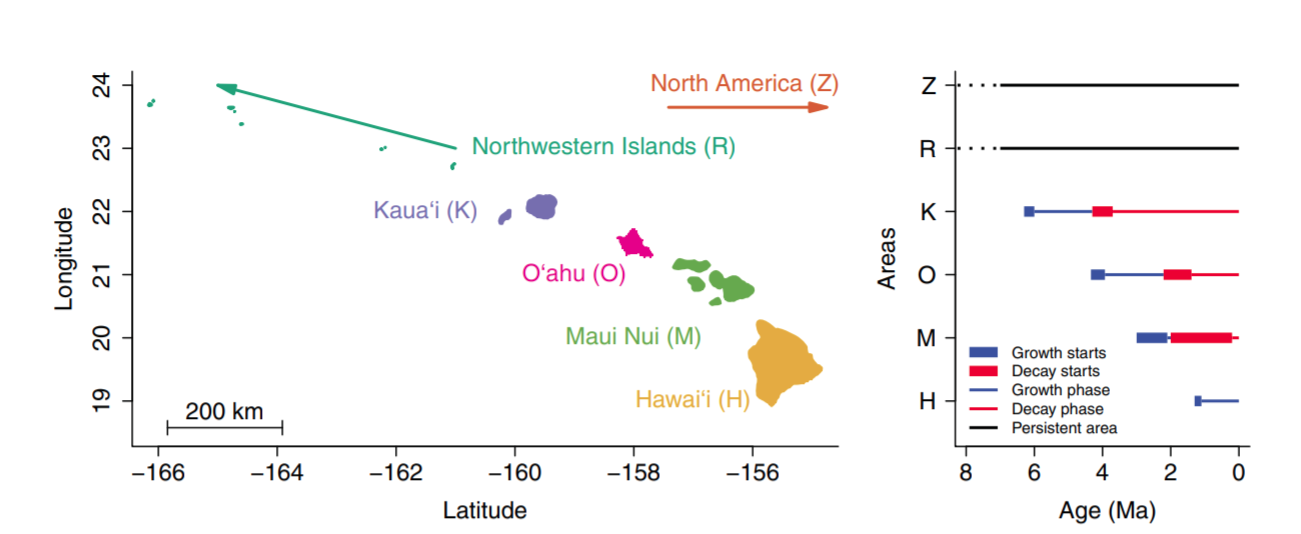 24
23
22
21
20
19
Longitude
−166
−164
−162
−160
−158
−156
Latitude
North America (Z)
Northwestern Islands (R)
Kauaʻi (K)
Oʻahu (O)
Maui Nui (M)
Hawaiʻi (H)
200 km
Areas
Z
R
K
O
M
H
Growth starts
Decay starts
Growth phase
Decay phase
Persistent area
8
6
4
2
0
Age (Ma)